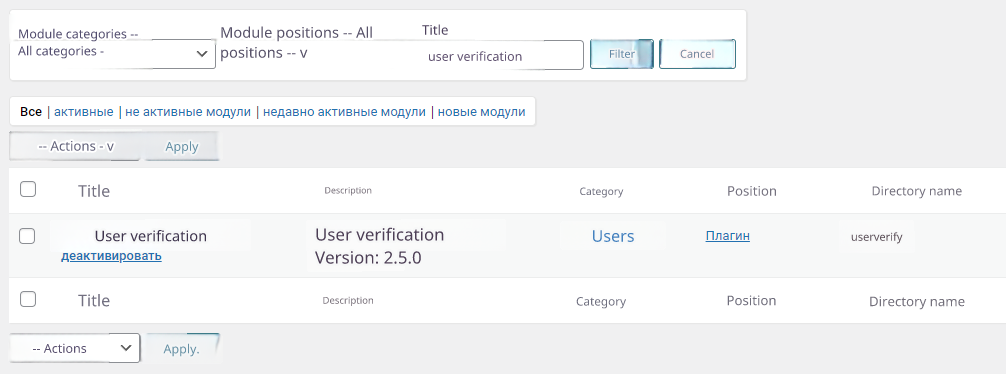 Module categories --
All categories -
Module positions -- All
positions -- v
Title
user verification
Filter
Cancel
Все | активные | не активные модули | недавно активные модули | новые модули
-- Actions - v
Apply
Title Description Category Position Directory name
User verification
деактивировать
User verification
Version: 2.5.0
Users
Плагин
userverify
Title Description Category Position Directory name
-- Actions
Apply.